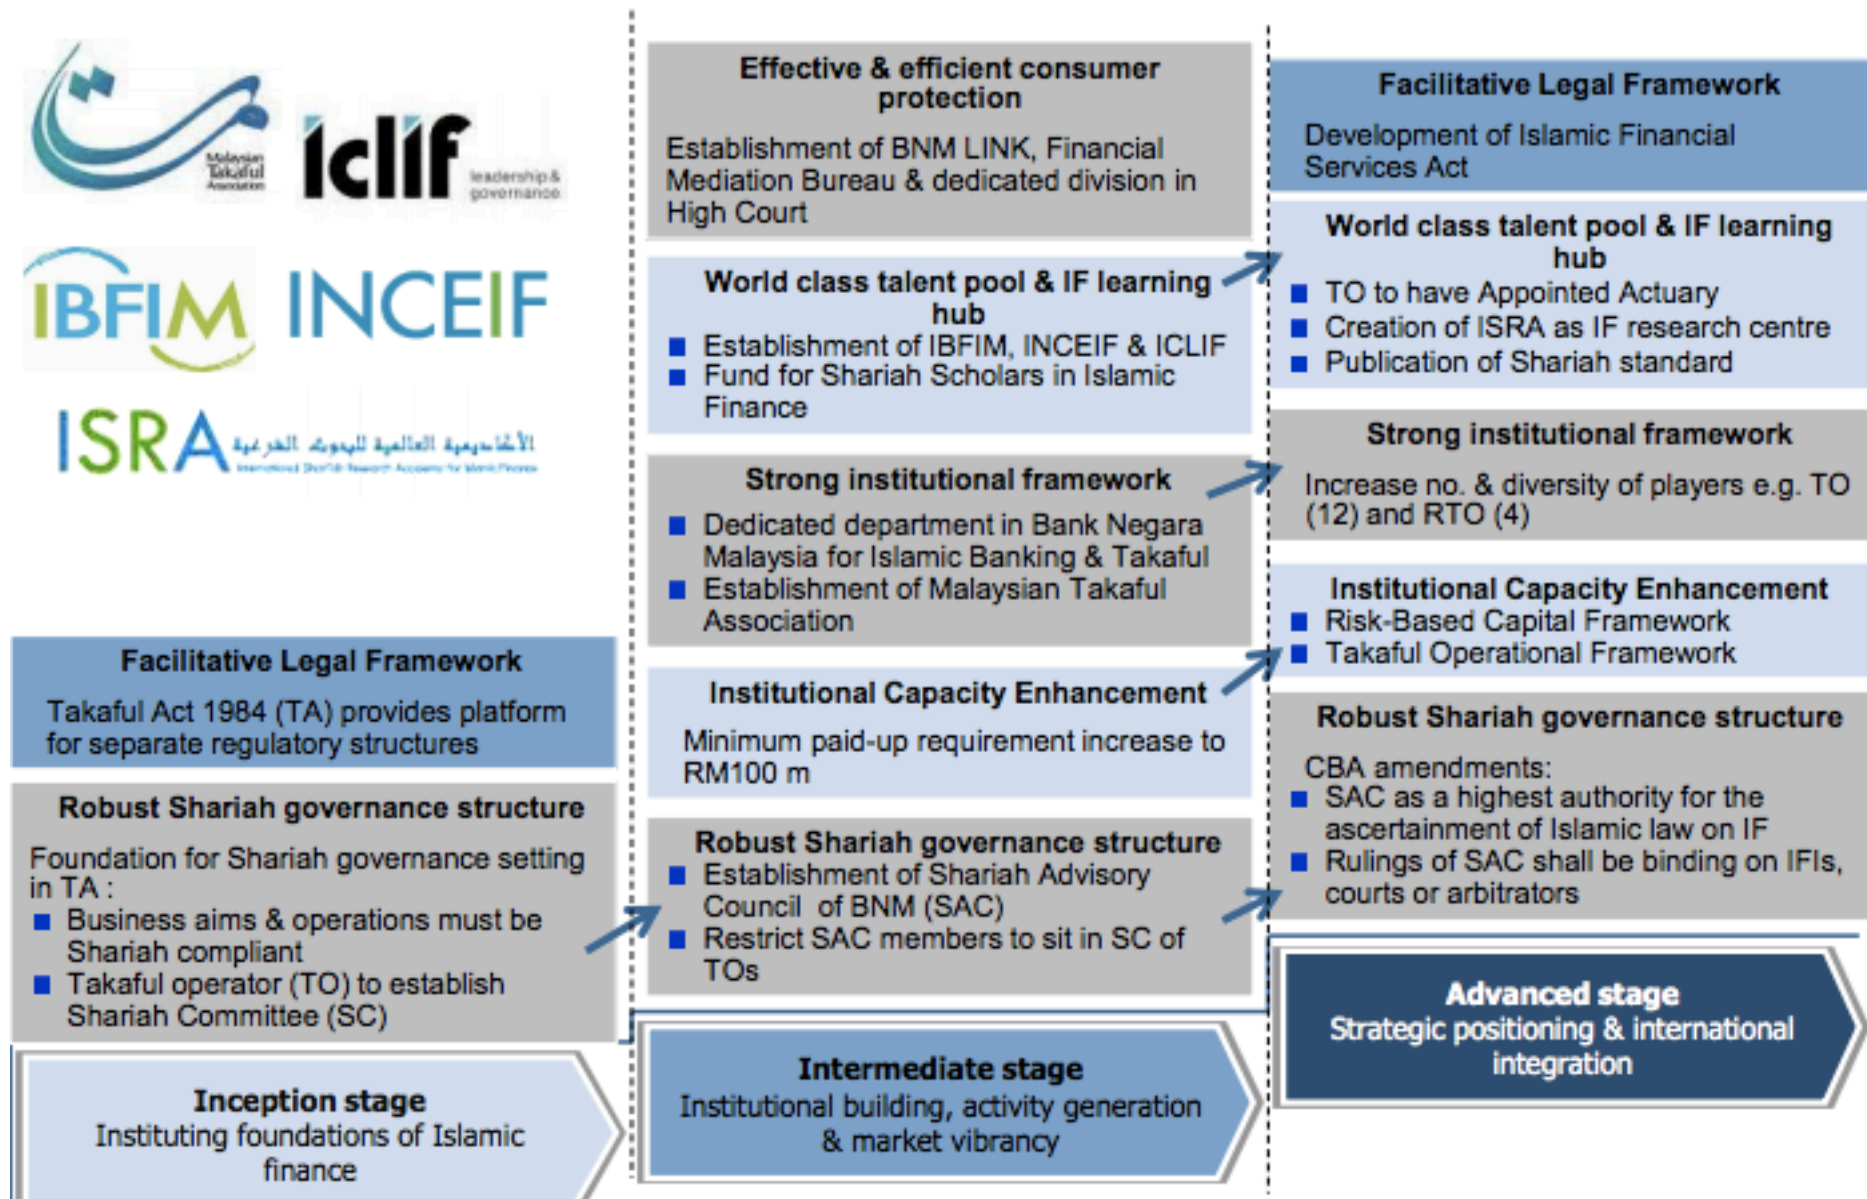 Malaysian
Takaful
Association
iclif
leadership &
governance
IBFIM
INCEIF
ISRA
Facilitative Legal Framework
Takaful Act 1984 (TA) provides platform
for separate regulatory structures
Robust Shariah governance structure
Foundation for Shariah governance setting
in TA :
Business aims & operations must be
Shariah compliant
Takaful operator (TO) to establish
Shariah Committee (SC)
Inception stage
Instituting foundations of Islamic
finance
Effective & efficient consumer
protection
Establishment of BNM LINK, Financial
Mediation Bureau & dedicated division in
High Court
World class talent pool & IF learning
hub
Establishment of IBFIM, INCEIF & ICLIF
Fund for Shariah Scholars in Islamic
Finance
Strong institutional framework
Dedicated department in Bank Negara
Malaysia for Islamic Banking & Takaful
Establishment of Malaysian Takaful
Association
Institutional Capacity Enhancement
Minimum paid-up requirement increase to
RM100 m
Robust Shariah governance structure
Establishment of Shariah Advisory
Council of BNM (SAC)
Restrict SAC members to sit in SC of
TOs
Intermediate stage
Institutional building, activity generation
& market vibrancy
Facilitative Legal Framework
Development of Islamic Financial
Services Act
World class talent pool & IF learning
hub
TO to have Appointed Actuary
Creation of ISRA as IF research centre
Publication of Shariah standard
Strong institutional framework
Increase no. & diversity of players e.g. TO
(12) and RTO (4)
Institutional Capacity Enhancement
Risk-Based Capital Framework
Takaful Operational Framework
Robust Shariah governance structure
CBA amendments:
SAC as a highest authority for the
ascertainment of Islamic law on IF
Rulings of SAC shall be binding on IFIs,
courts or arbitrators
Advanced stage
Strategic positioning & international
integration